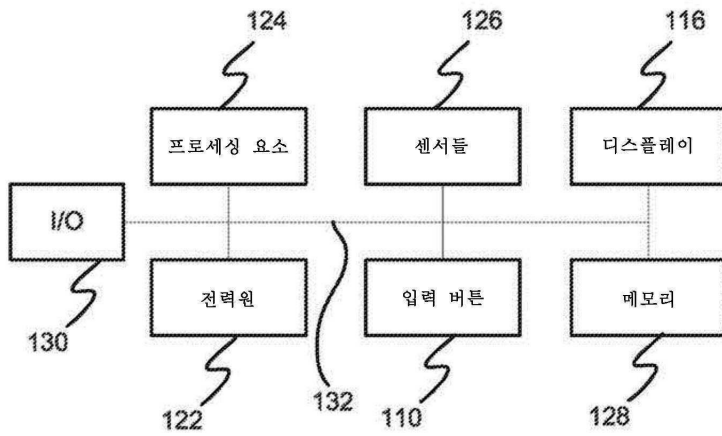 124
126
116
프로세싱 요소
센서들
디스플레이
I/O
전력원
입력 버튼
메모리
130
122
132
110
128